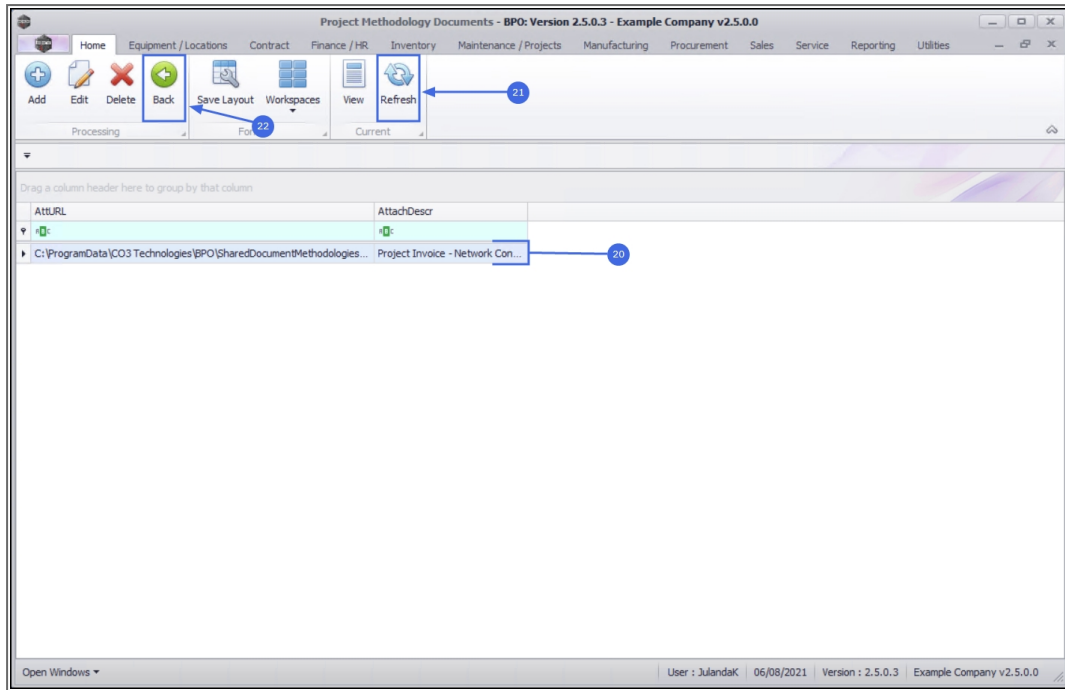 Project Methodology Documents - BPO: Version 2.5.0.3 - Example Company v2.5.0.0
Home Equipment / Locations Contract Finance / HR Inventory Maintenance / Projects Manufacturing Procurement Sales Service Reporting Utilities
Add Edit Delete Back Save Layout Workspaces View Refresh
21
22
Processing For Current
Drag a column header here to group by that column
AttURL AttachDescr
C:\ProgramData\CO3 Technologies\BPO\SharedDocumentMethodologies... Project Invoice - Network Con...
20
Open Windows User : JulandaK 06/08/2021 Version : 2.5.0.3 Example Company v2.5.0.0